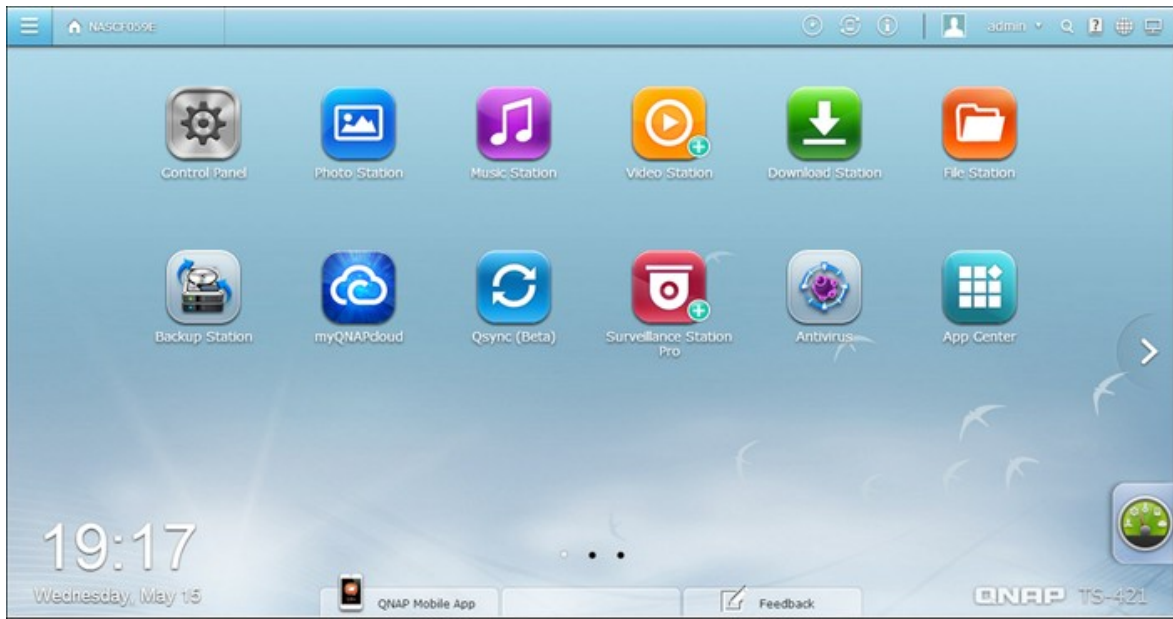 NASCF059E
admin
Control Panel
Photo Station
Music Station
Video Station
Download Station
File Station
Backup Station
myQNAPcloud
Qsync (Beta)
Surveillance Station
Pro
Antivirus
App Center
19:17
Wednesday, May 15
QNAP Mobile App
Feedback
QNAP TS-421